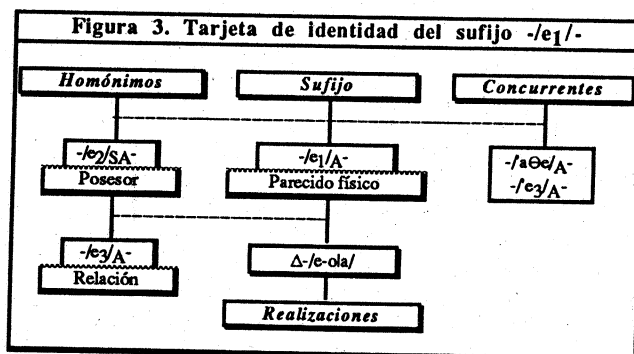 Figura 3. Tarjeta de identidad del sufijo -/e₁/-
Homónimos
Sufijo
Concurrentes
-/e₂/SA-
Posesor
-/e₁/A-
Parecido físico
-/'aΘe/A-
-/'e₃/A-
-/e₃/A-
Relación
Δ-/e-ola/
Realizaciones